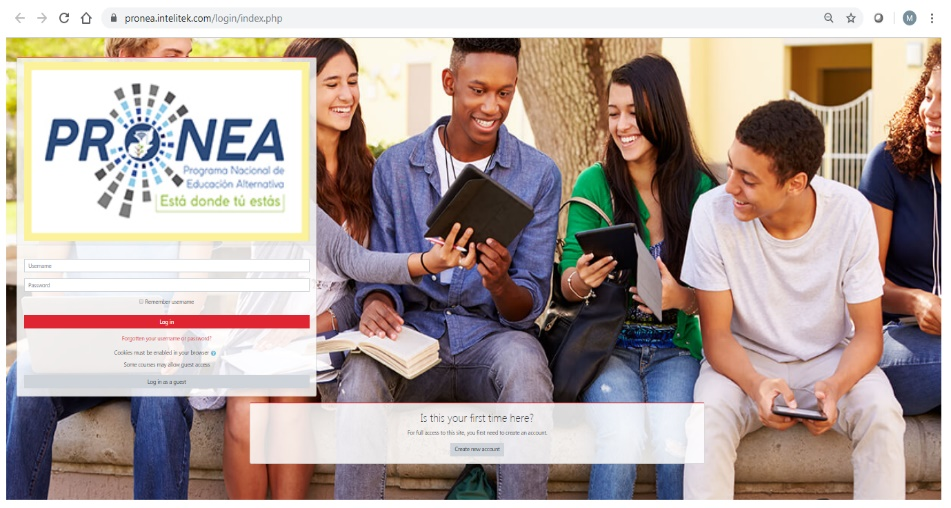 pronea.intelitek.com/login/index.php
M
PRONEA
Programa Nacional de
Educación Alternativa
Está donde tú estás
Username
Password
Remember username
Log in
Forgotten your username or password?
Cookies must be enabled in your browser
Some courses may allow guest access
Log in as a guest
Is this your first time here?
For full access to this site, you first need to create an account.
Create new account